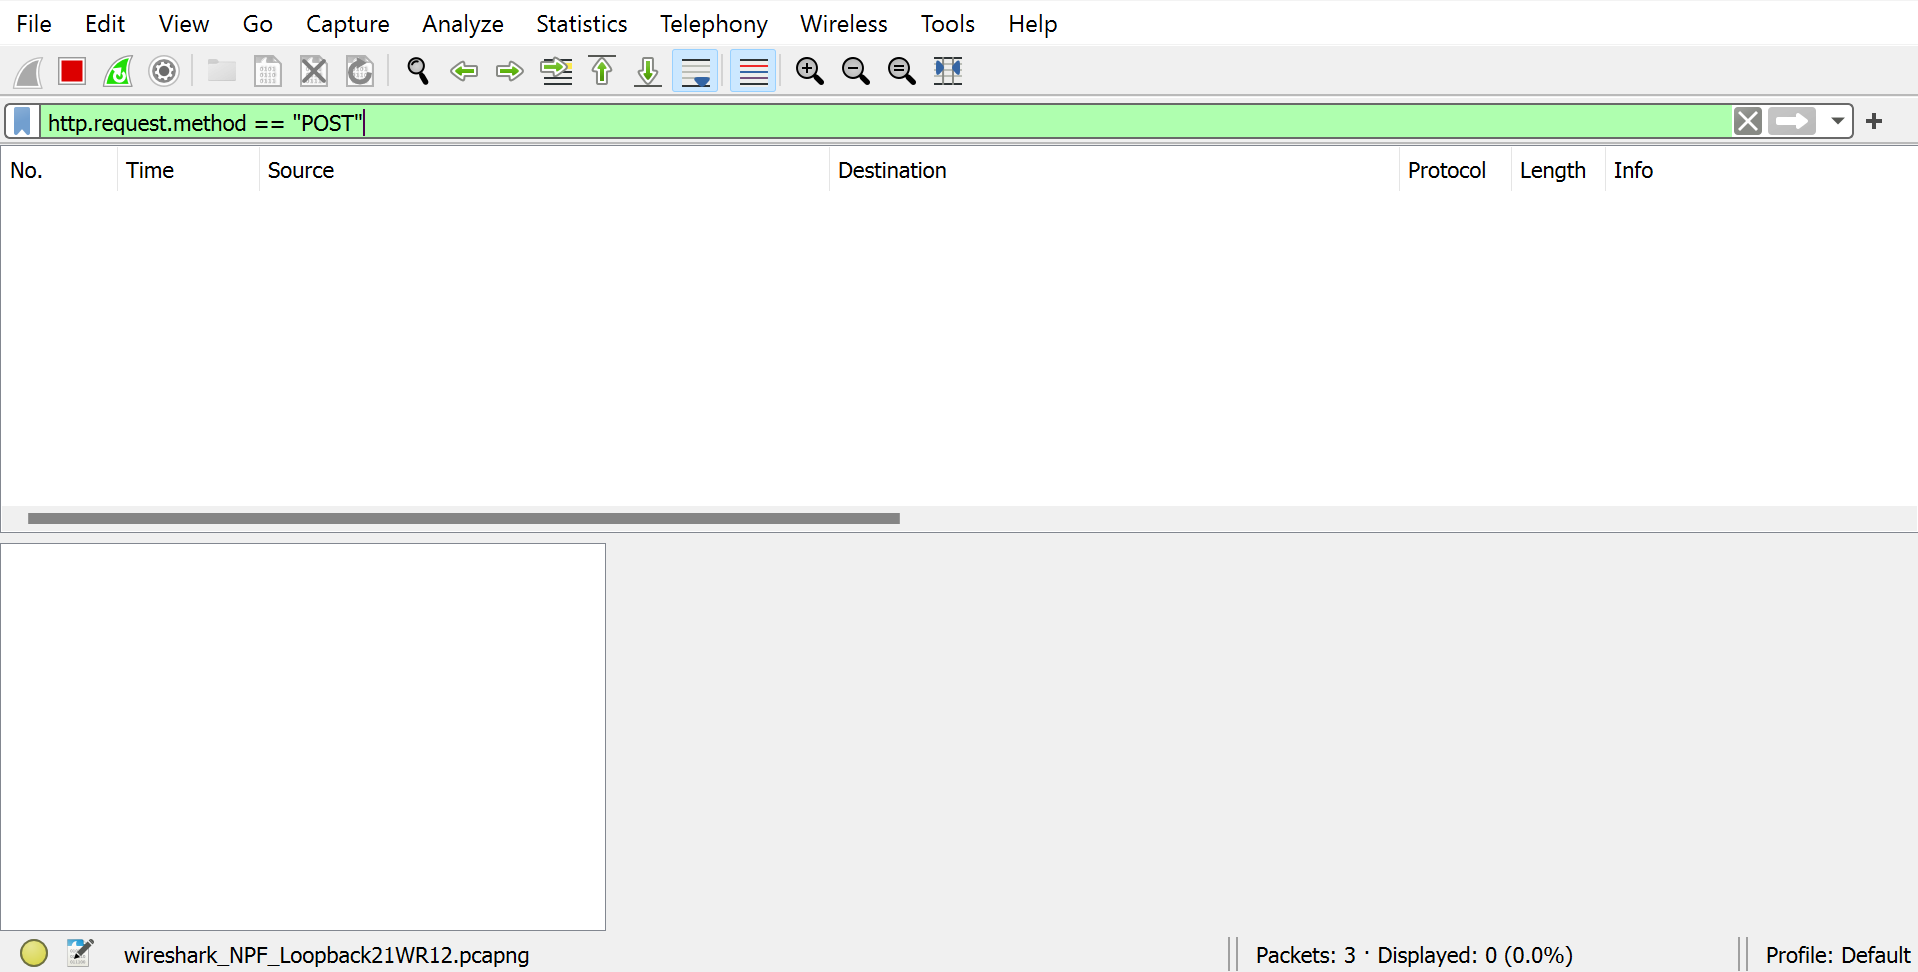 File Edit View Go Capture Analyze Statistics Telephony Wireless Tools Help
http.request.method == "POST"
No. Time Source Destination Protocol Length Info
wireshark_NPF_Loopback21WR12.pcapng Packets: 3 · Displayed: 0 (0.0%) Profile: Default